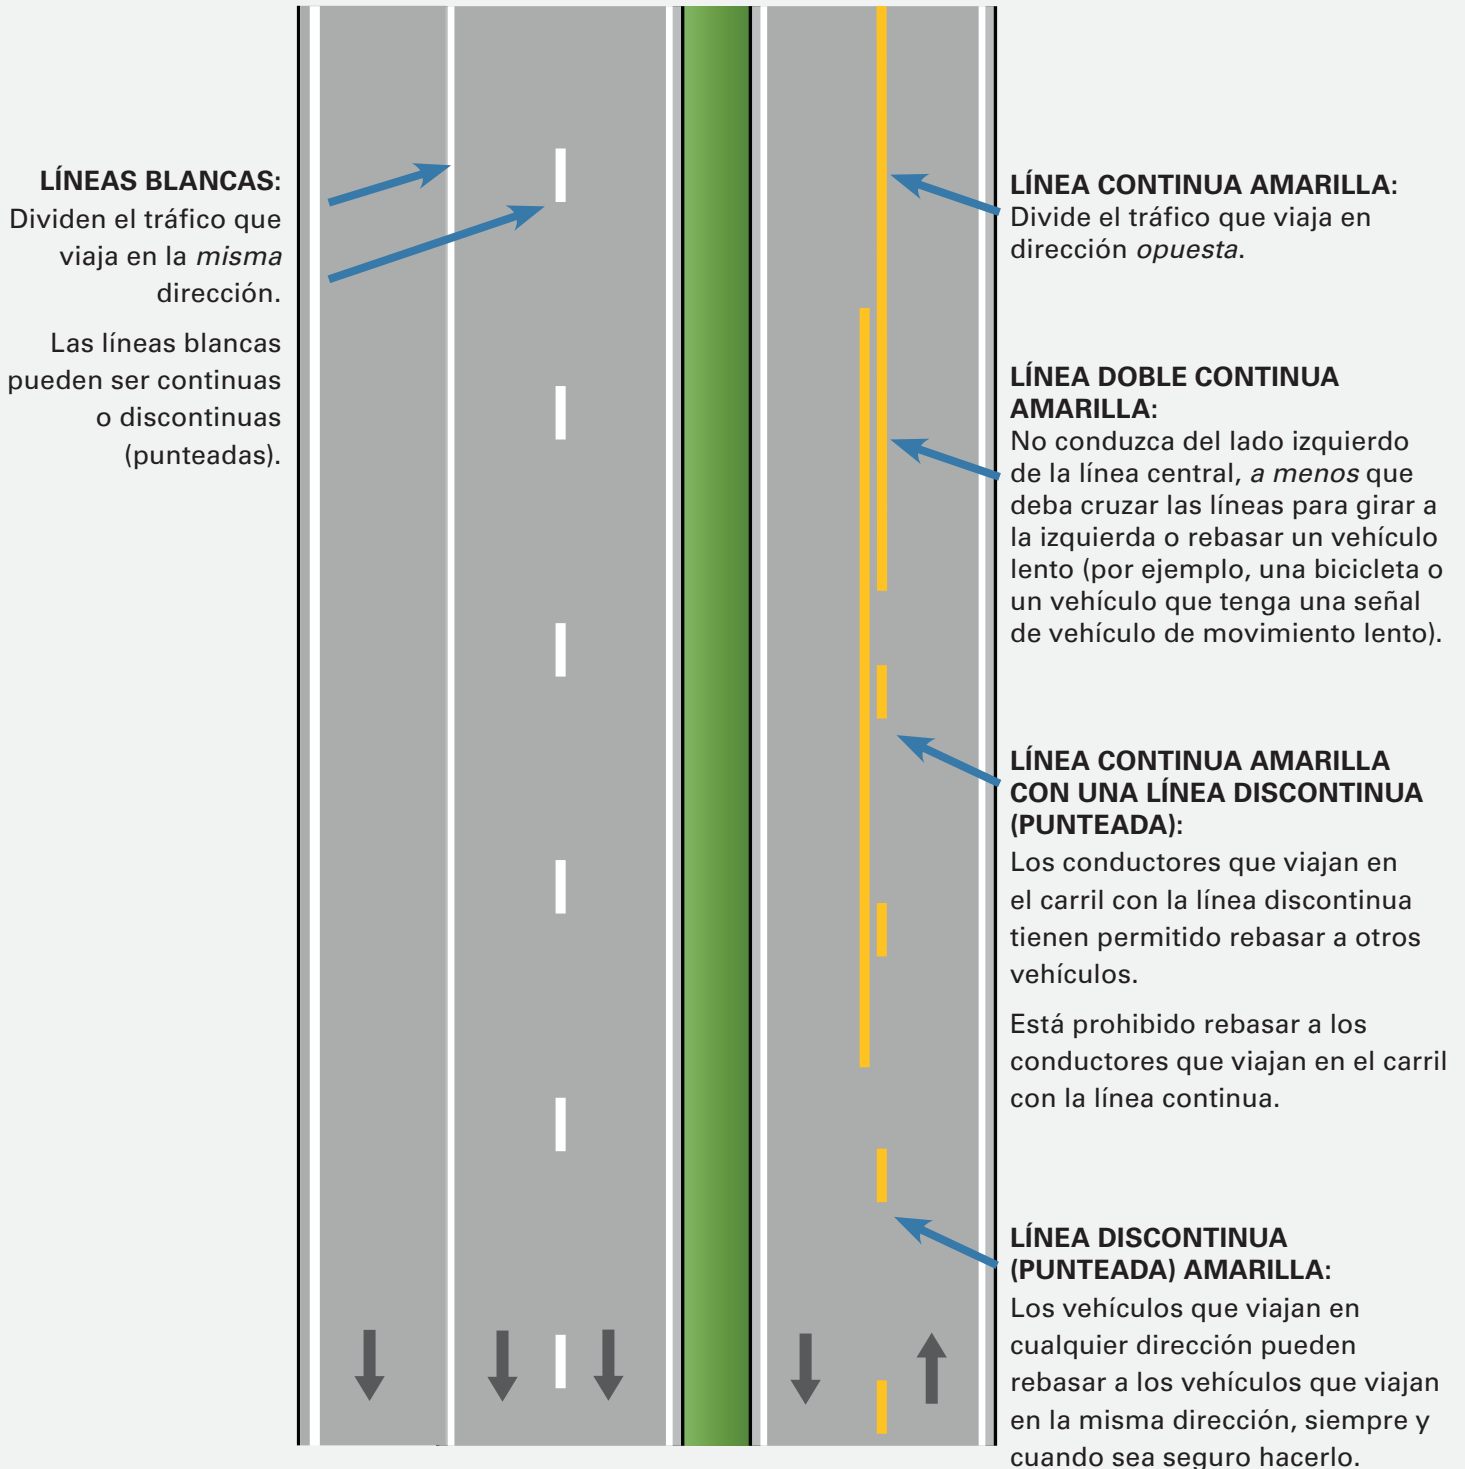 LÍNEAS BLANCAS:
Dividen el tráfico que
viaja en la misma
dirección.
Las líneas blancas
pueden ser continuas
o discontinuas
(punteadas).
LÍNEA CONTINUA AMARILLA:
Divide el tráfico que viaja en
dirección opuesta.
LÍNEA DOBLE CONTINUA
AMARILLA:
No conduzca del lado izquierdo
de la línea central, a menos que
deba cruzar las líneas para girar a
la izquierda o rebasar un vehículo
lento (por ejemplo, una bicicleta o
un vehículo que tenga una señal
de vehículo de movimiento lento).
LÍNEA CONTINUA AMARILLA
CON UNA LÍNEA DISCONTINUA
(PUNTEADA):
Los conductores que viajan en
el carril con la línea discontinua
tienen permitido rebasar a otros
vehículos.
Está prohibido rebasar a los
conductores que viajan en el carril
con la línea continua.
LÍNEA DISCONTINUA
(PUNTEADA) AMARILLA:
Los vehículos que viajan en
cualquier dirección pueden
rebasar a los vehículos que viajan
en la misma dirección, siempre y
cuando sea seguro hacerlo.